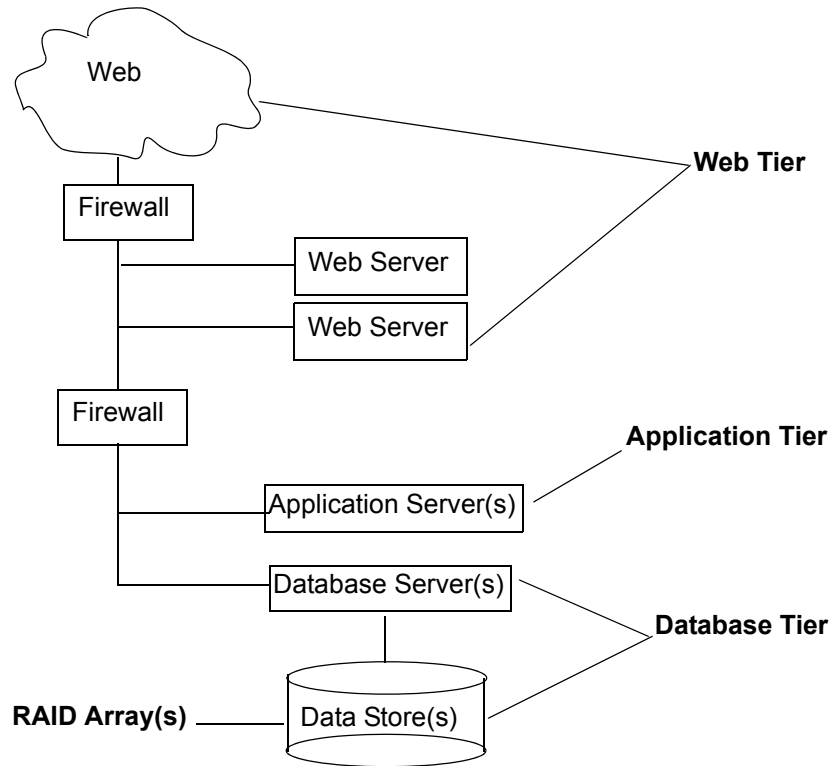 Web
Web Tier
Firewall
Web Server
Web Server
Firewall
Application Tier
Application Server(s)
Database Server(s)
Database Tier
RAID Array(s)
Data Store(s)